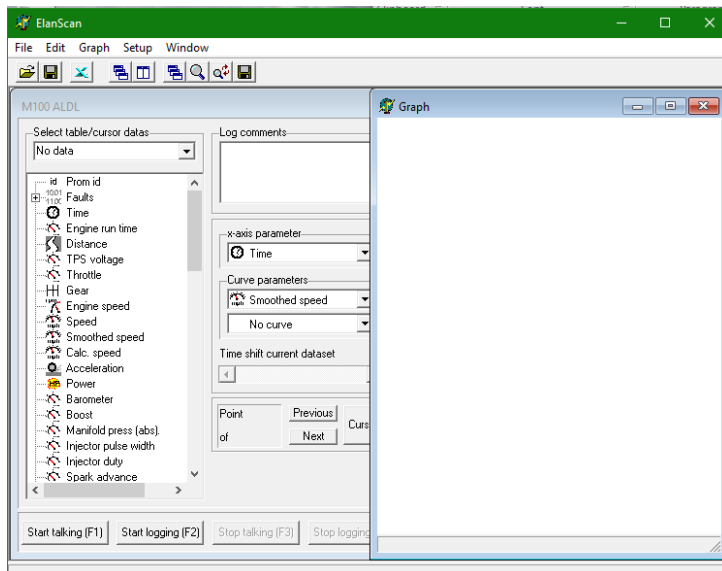 ElanScan
File Edit Graph Setup Window
M100 ALDL
Select table/cursor datas
No data
id Prom id
1001 1100 Faults
Time
Engine run time
Distance
TPS voltage
Throttle
Gear
Engine speed
Speed
Smoothed speed
Calc. speed
Acceleration
Power
Barometer
Boost
Manifold press (abs).
Injector pulse width
Injector duty
Spark advance
Log comments
x-axis parameter
Time
Curve parameters
Smoothed speed
No curve
Time shift current dataset
Point
of
Previous
Next
Curs
Start talking (F1) Start logging (F2) Stop talking (F3) Stop logging
Graph